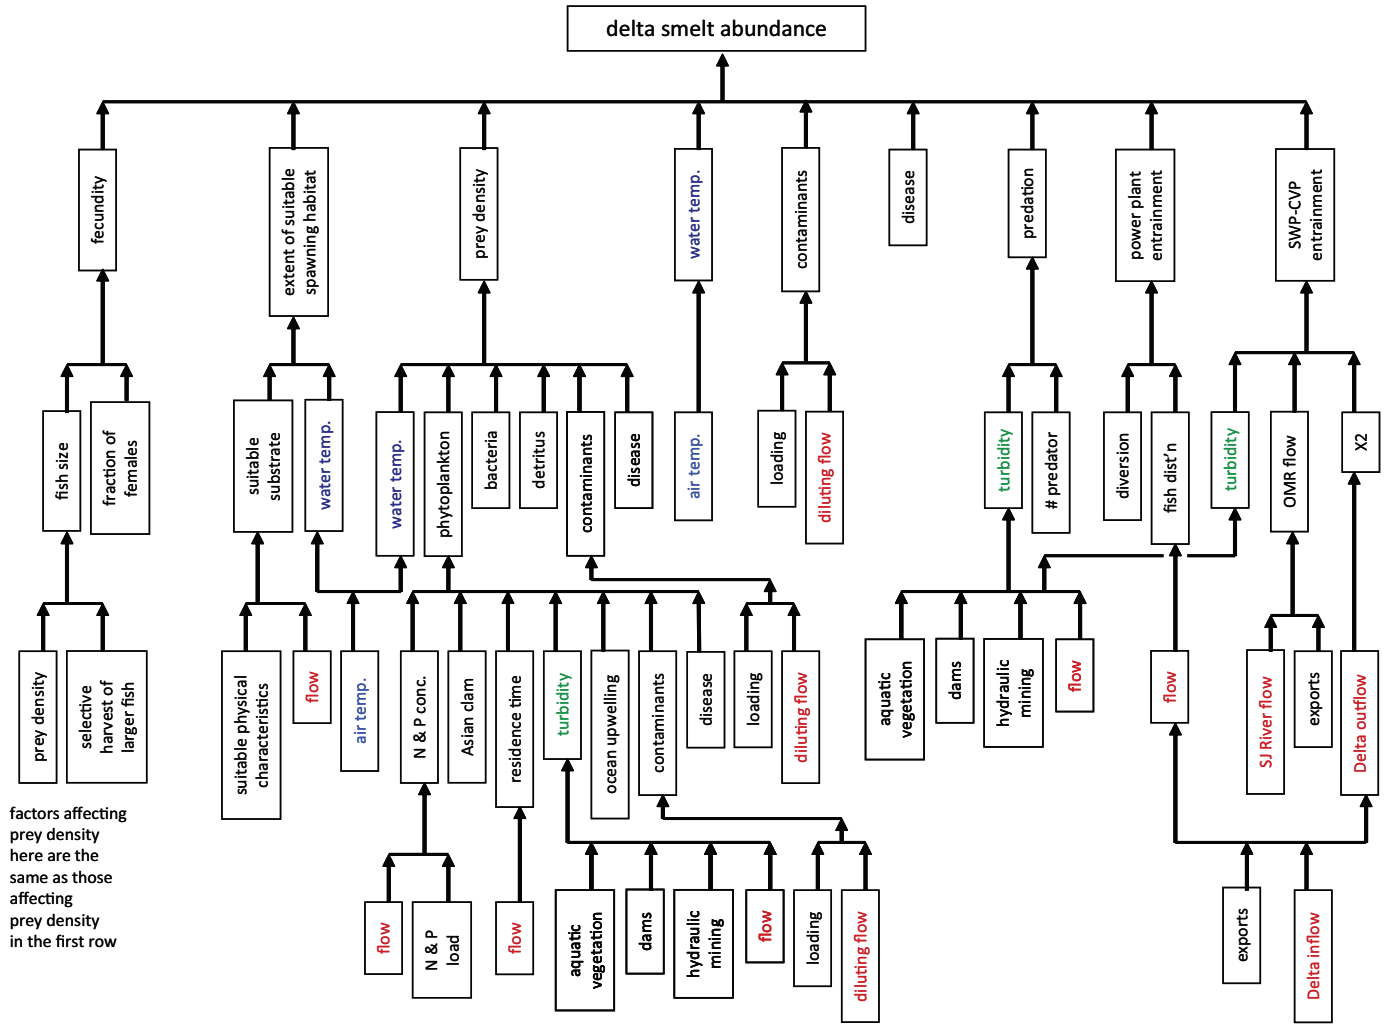 delta smelt abundance
fecundity
extent of suitable
spawning habitat
prey density
water temp.
contaminants
disease
predation
power plant
entrainment
SWP-CVP
entrainment
fish size
fraction of
females
suitable
substrate
water temp.
water temp.
phytoplankton
bacteria
detritus
contaminants
disease
air temp.
loading
diluting flow
turbidity
# predator
diversion
fish dist'n
turbidity
OMR flow
X2
prey density
selective
harvest of
larger fish
suitable physical
characteristics
flow
air temp.
N & P conc.
Asian clam
residence time
turbidity
ocean upwelling
contaminants
disease
loading
diluting flow
aquatic
vegetation
dams
hydraulic
mining
flow
flow
SJ River flow
exports
Delta outflow
factors affecting
prey density
here are the
same as those
affecting
prey density
in the first row
flow
N & P
load
flow
aquatic
vegetation
dams
hydraulic
mining
flow
loading
diluting flow
exports
Delta inflow